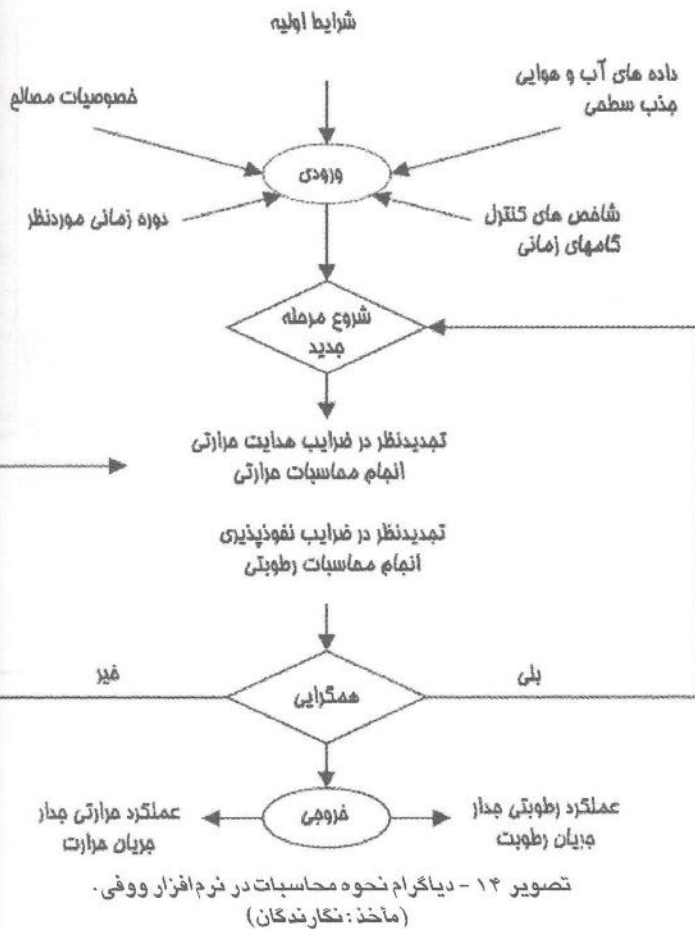 شرایط اولیه
داده های آب و هوایی
جذب سطحی
خصوصیات مصالح
ورودی
شاخص های کنترل
گامهای زمانی
دوره زمانی موردنظر
شروع مرحله
جدید
تجدیدنظر در ضرایب هدایت حرارتی
انجام محاسبات حرارتی
تجدیدنظر در ضرایب نفوذپذیری
انجام محاسبات رطوبتی
بلی
خیر
همگرایی
عملکرد رطوبتی جدار
جریان رطوبت
خروجی
عملکرد حرارتی جدار
جریان حرارت
تصویر ۱۴ - دیاگرام نحوه محاسبات در نرم افزار ووفی.
(مأخذ: نگارندگان)